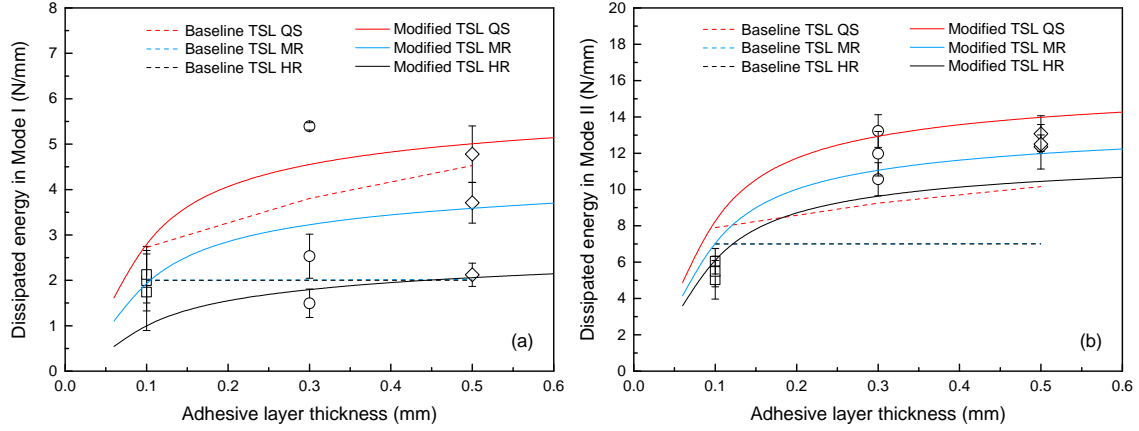 Baseline TSL QS
Modified TSL QS
Baseline TSL MR
Modified TSL MR
Baseline TSL HR
Modified TSL HR
Dissipated energy in Mode I (N/mm)
8
7
6
5
4
3
2
1
0
0.0 0.1 0.2 0.3 0.4 0.5 0.6
Adhesive layer thickness (mm)
(a)
Baseline TSL QS
Modified TSL QS
Baseline TSL MR
Modified TSL MR
Baseline TSL HR
Modified TSL HR
Dissipated energy in Mode II (N/mm)
20
18
16
14
12
10
8
6
4
2
0
0.0 0.1 0.2 0.3 0.4 0.5 0.6
Adhesive layer thickness (mm)
(b)